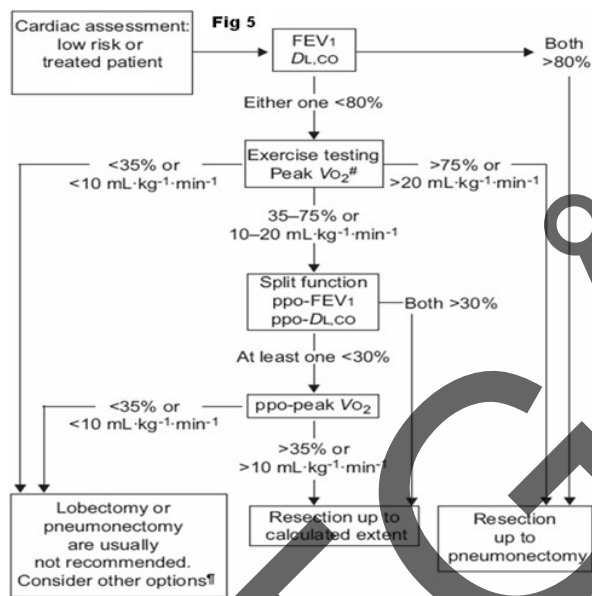 Fig 5
Cardiac assessment:
low risk or
treated patient
FEV1
DL,CO
Both
>80%
Either one <80%
Exercise testing
Peak VO2#
<35% or
<10 mL·kg-1·min-1
>75% or
>20 mL·kg-1·min-1
35–75% or
10–20 mL·kg-1·min-1
Split function
ppo-FEV1
ppo-DL,CO
Both >30%
At least one <30%
ppo-peak VO2
<35% or
<10 mL·kg-1·min-1
>35% or
>10 mL·kg-1·min-1
Lobectomy or
pneumonectomy
are usually
not recommended.
Consider other options¶
Resection up to
calculated extent
Resection
up to
pneumonectomy